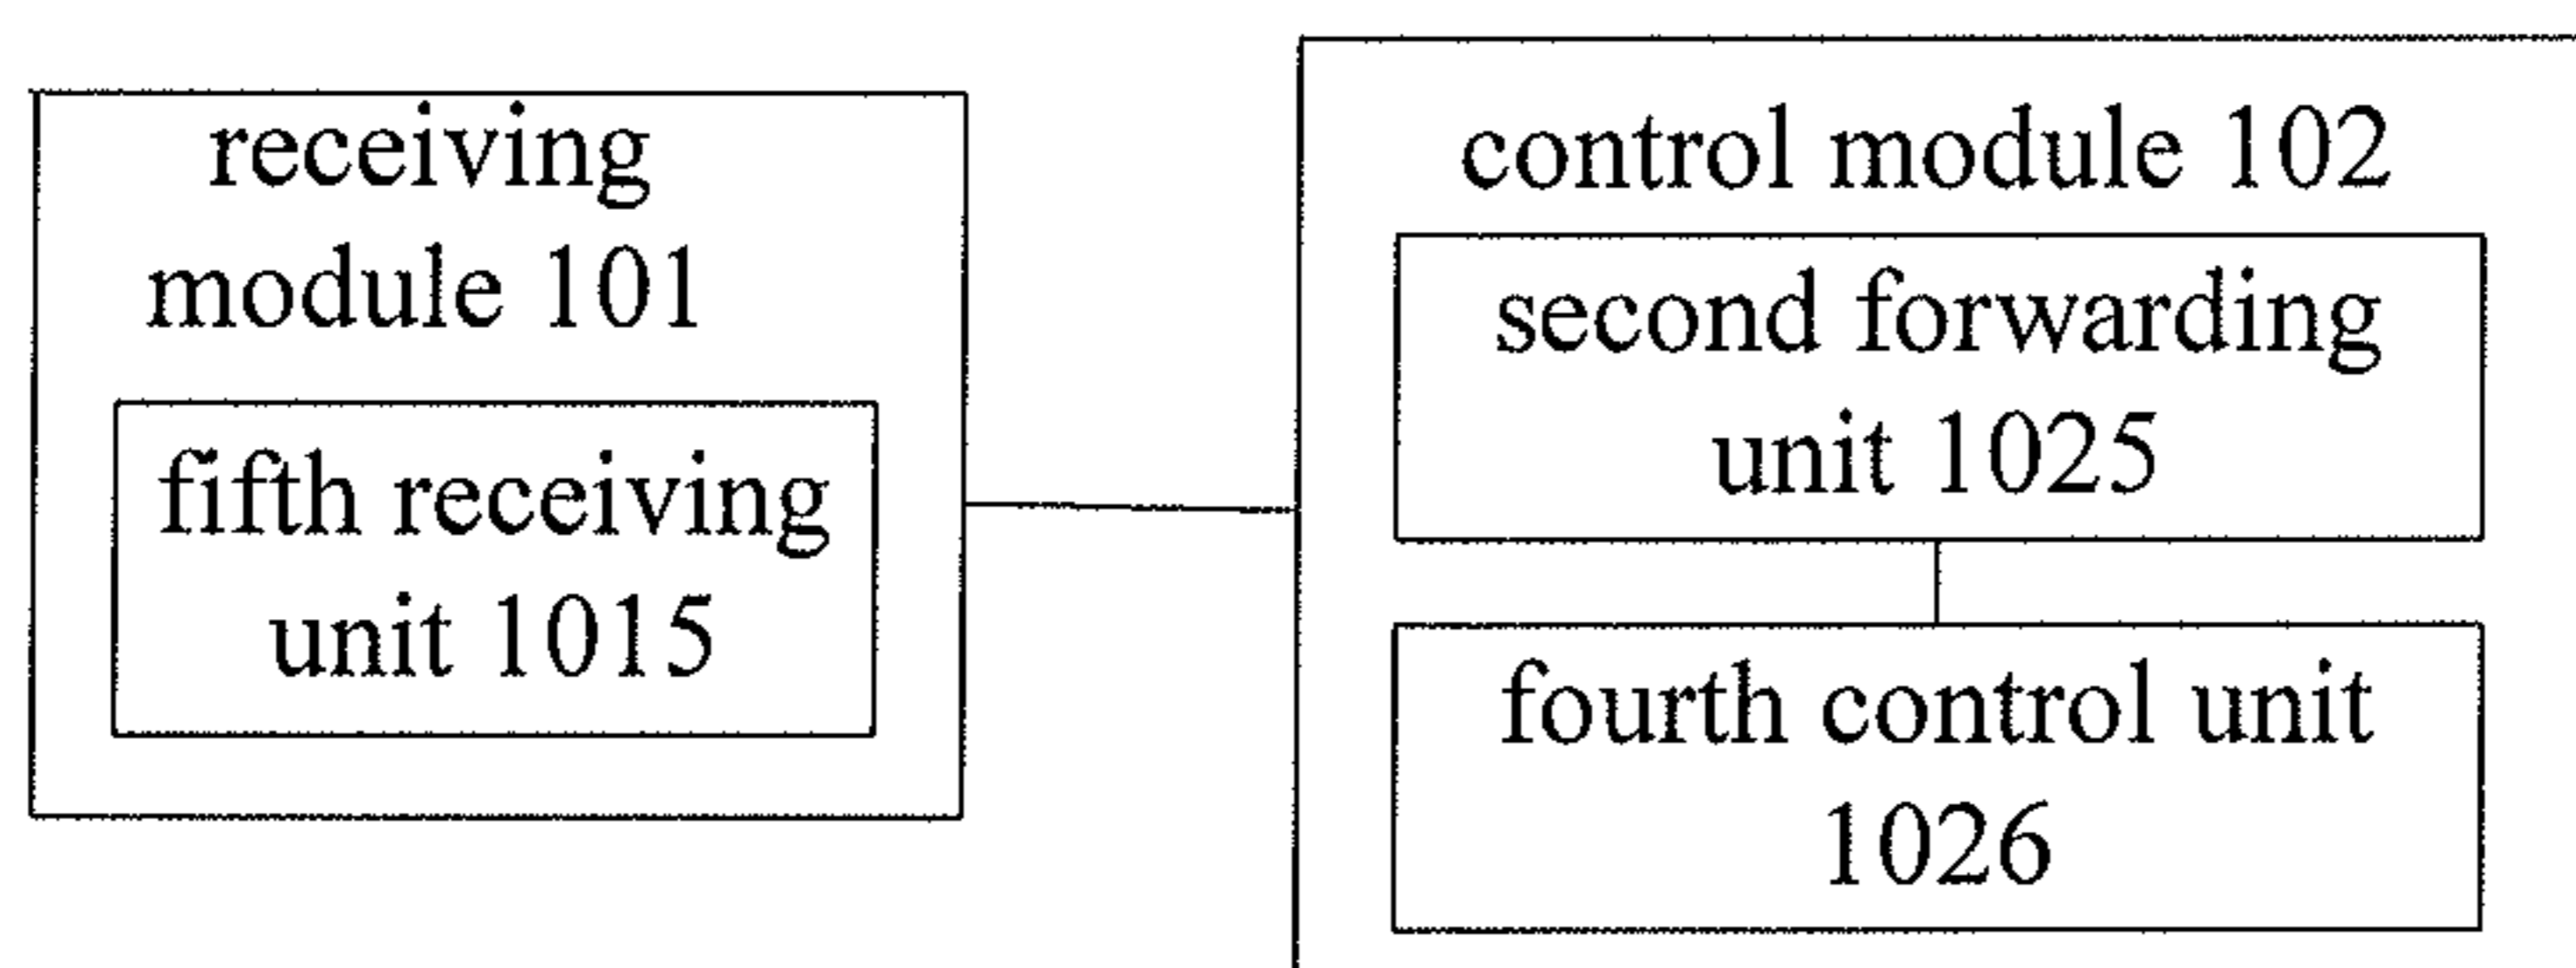 receiving
module 101
fifth receiving
unit 1015
control module 102
second forwarding
unit 1025
fourth control unit
1026